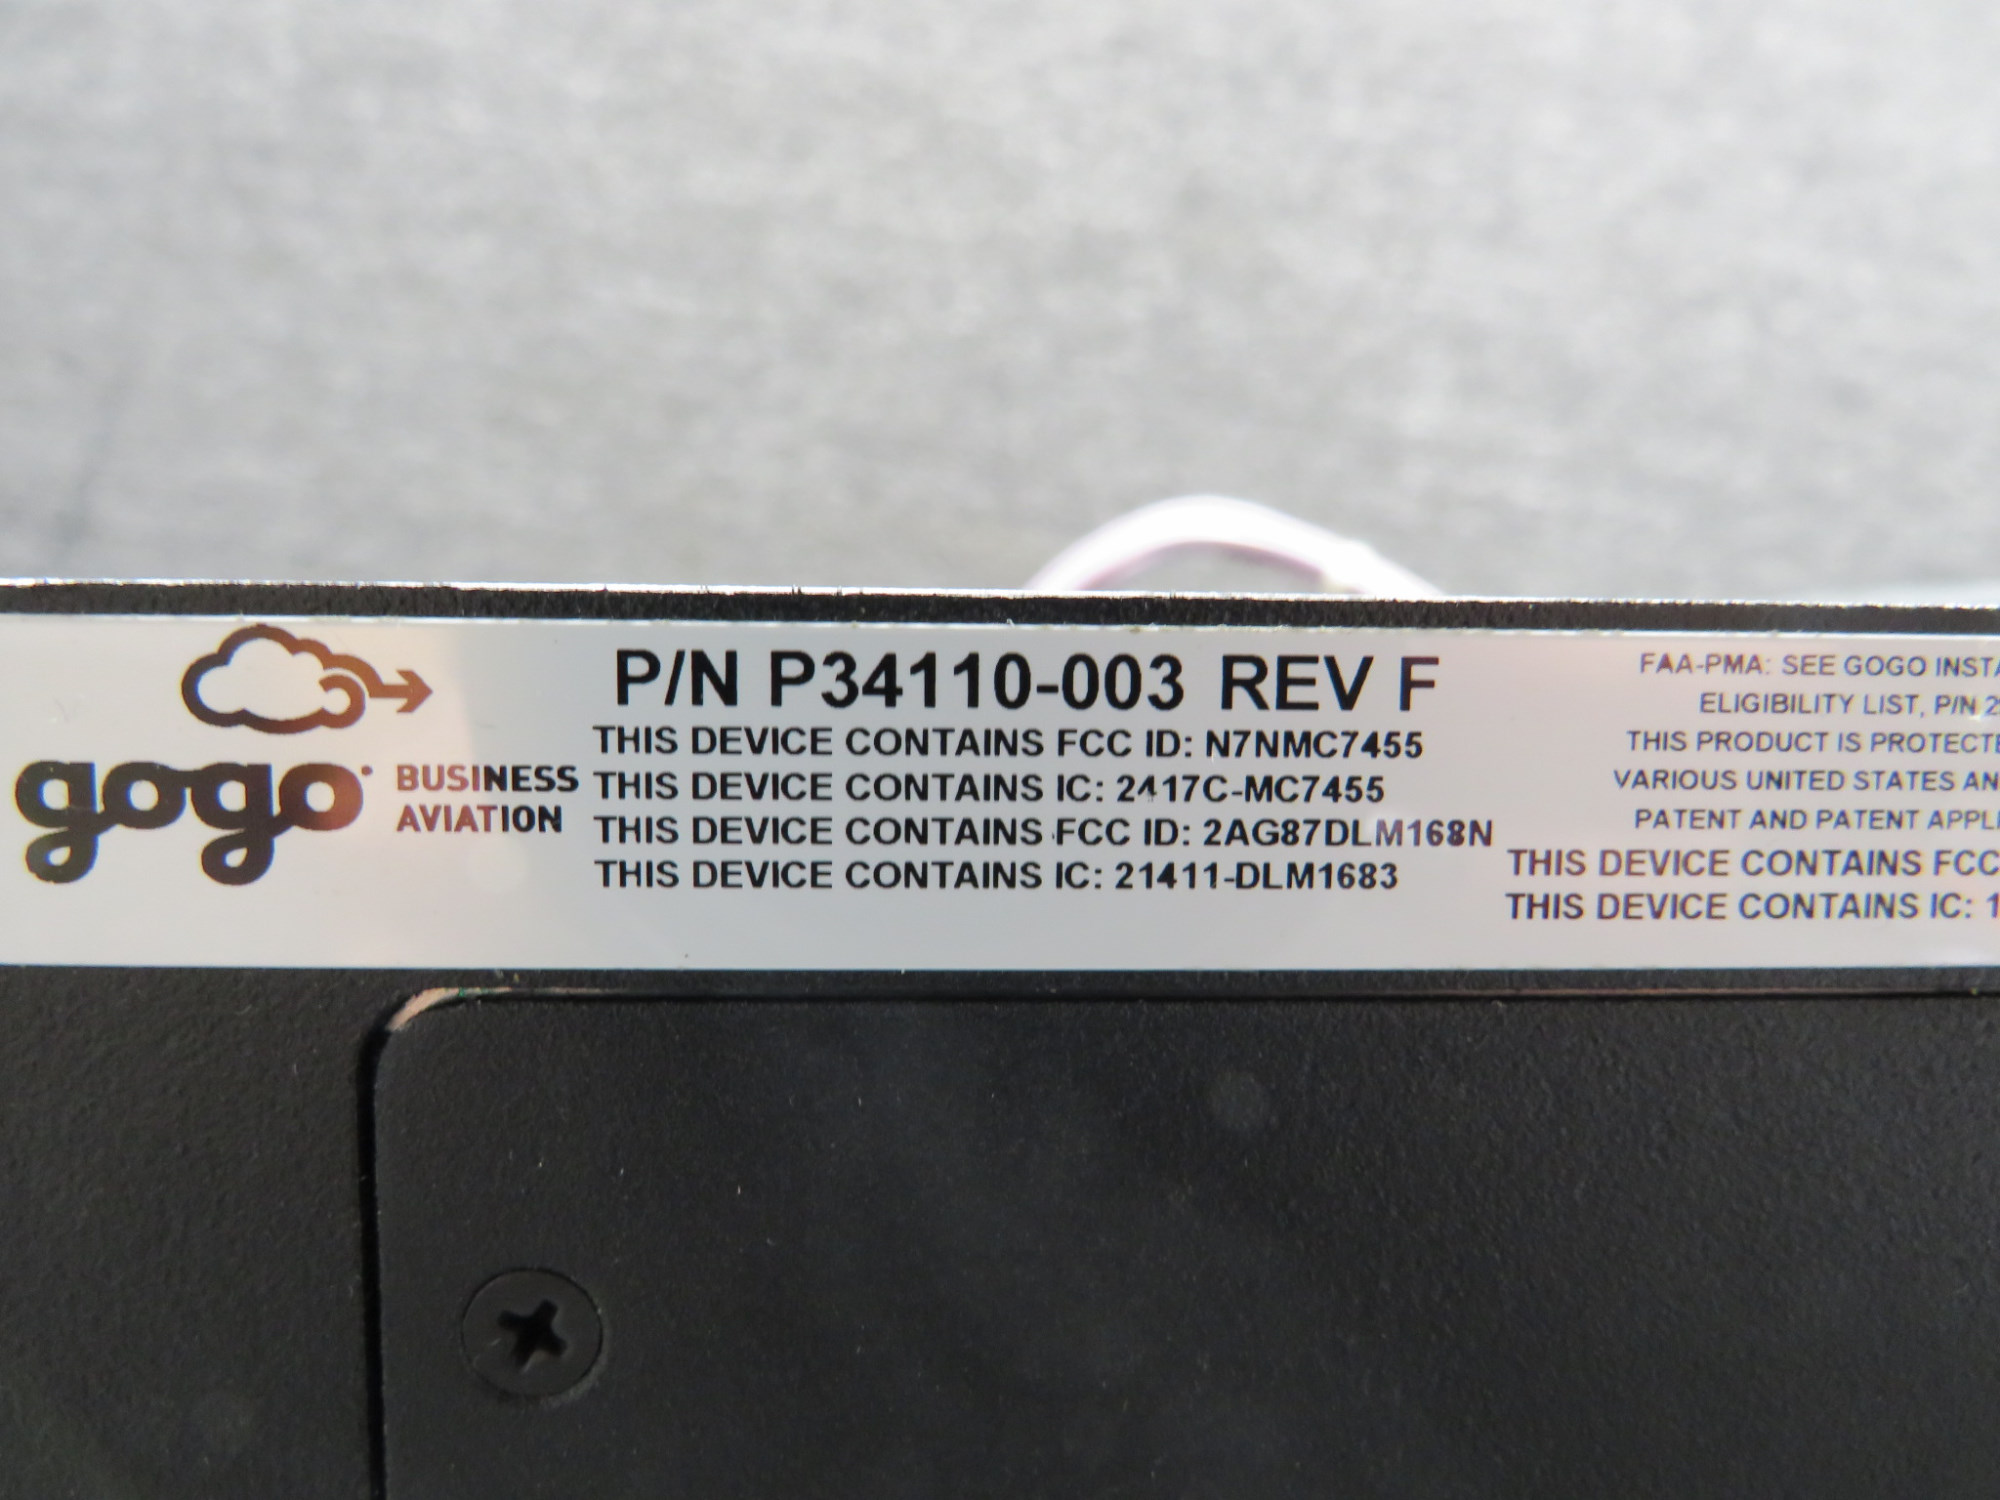 gogo BUSINESS
AVIATION
P/N P34110-003 REV F
THIS DEVICE CONTAINS FCC ID: N7NMC7455
THIS DEVICE CONTAINS IC: 2417C-MC7455
THIS DEVICE CONTAINS FCC ID: 2AG87DLM168N
THIS DEVICE CONTAINS IC: 21411-DLM1683
FAA-PMA: SEE GOGO
ELIGIBILITY LIST, P/N
THIS PRODUCT IS
VARIOUS UNITED STATES
PATENT AND PATENT
THIS DEVICE CONTAINS FCC
THIS DEVICE CONTAINS IC: